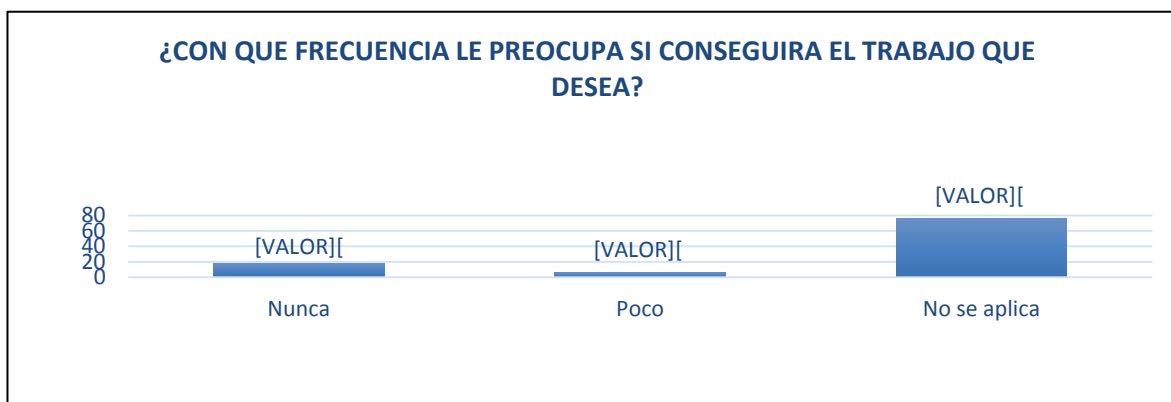 ¿CON QUE FRECUENCIA LE PREOCUPA SI CONSEGUIRA EL TRABAJO QUE
DESEA?
[VALOR][
[VALOR][
[VALOR][
80
60
40
20
0
Nunca
Poco
No se aplica